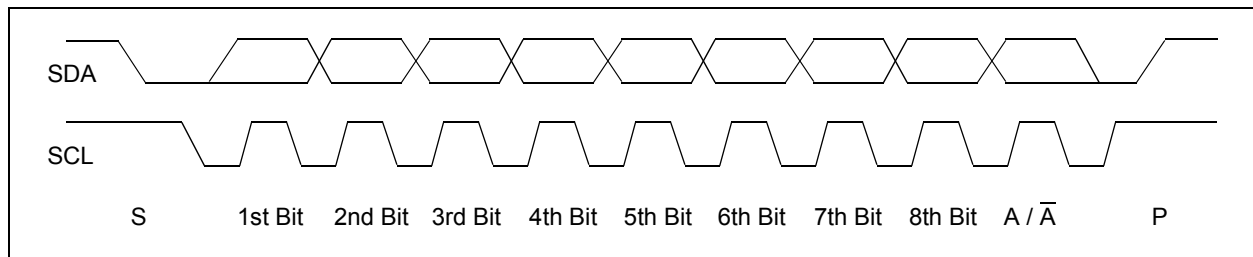 SDA
SCL
S 1st Bit 2nd Bit 3rd Bit 4th Bit 5th Bit 6th Bit 7th Bit 8th Bit A / A̅ P